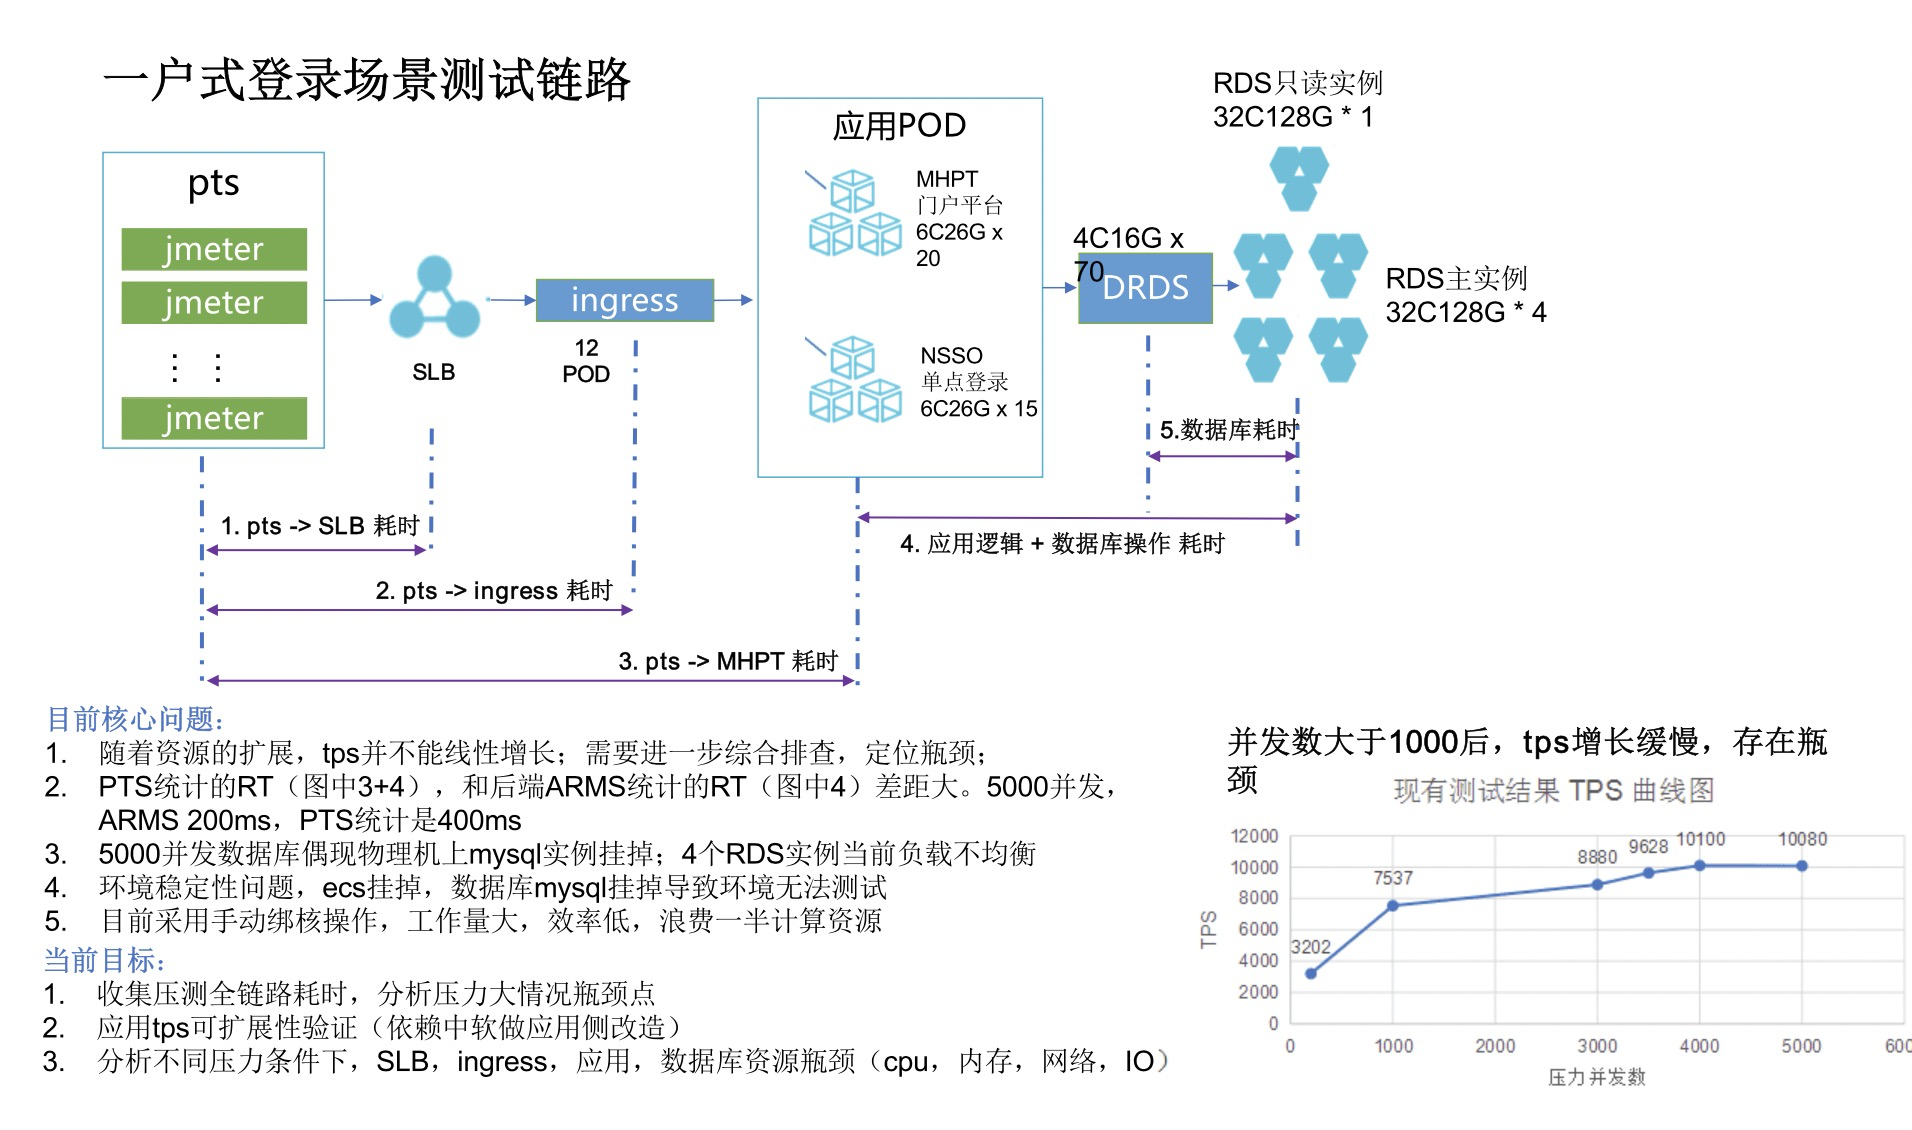 一户式登录场景测试链路
pts
jmeter
jmeter
jmeter
SLB
ingress
12
POD
应用POD
MHPT
门户平台
6C26G x
20
NSSO
单点登录
6C26G x 15
4C16G x
70
DRDS
RDS只读实例
32C128G * 1
RDS主实例
32C128G * 4
5.数据库耗时
1. pts -> SLB 耗时
4. 应用逻辑 + 数据库操作 耗时
2. pts -> ingress 耗时
3. pts -> MHPT 耗时
目前核心问题：
1. 随着资源的扩展，tps并不能线性增长；需要进一步综合排查，定位瓶颈；
2. PTS统计的RT（图中3+4），和后端ARMS统计的RT（图中4）差距大。5000并发，
ARMS 200ms，PTS统计是400ms
3. 5000并发数据库偶现物理机上mysql实例挂掉；4个RDS实例当前负载不均衡
4. 环境稳定性问题，ecs挂掉，数据库mysql挂掉导致环境无法测试
5. 目前采用手动绑核操作，工作量大，效率低，浪费一半计算资源
当前目标：
1. 收集压测全链路耗时，分析压力大情况瓶颈点
2. 应用tps可扩展性验证（依赖中软做应用侧改造）
3. 分析不同压力条件下，SLB，ingress，应用，数据库资源瓶颈（cpu，内存，网络，IO）
并发数大于1000后，tps增长缓慢，存在瓶
颈
现有测试结果 TPS 曲线图
TPS
12000
10000
8000
6000
4000
2000
0
3202
7537
8880
9628
10100
10080
0 1000 2000 3000 4000 5000 600
压力并发数